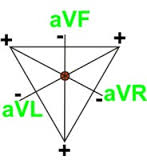 aVF
- 
+ +
- -
aVL aVR
+